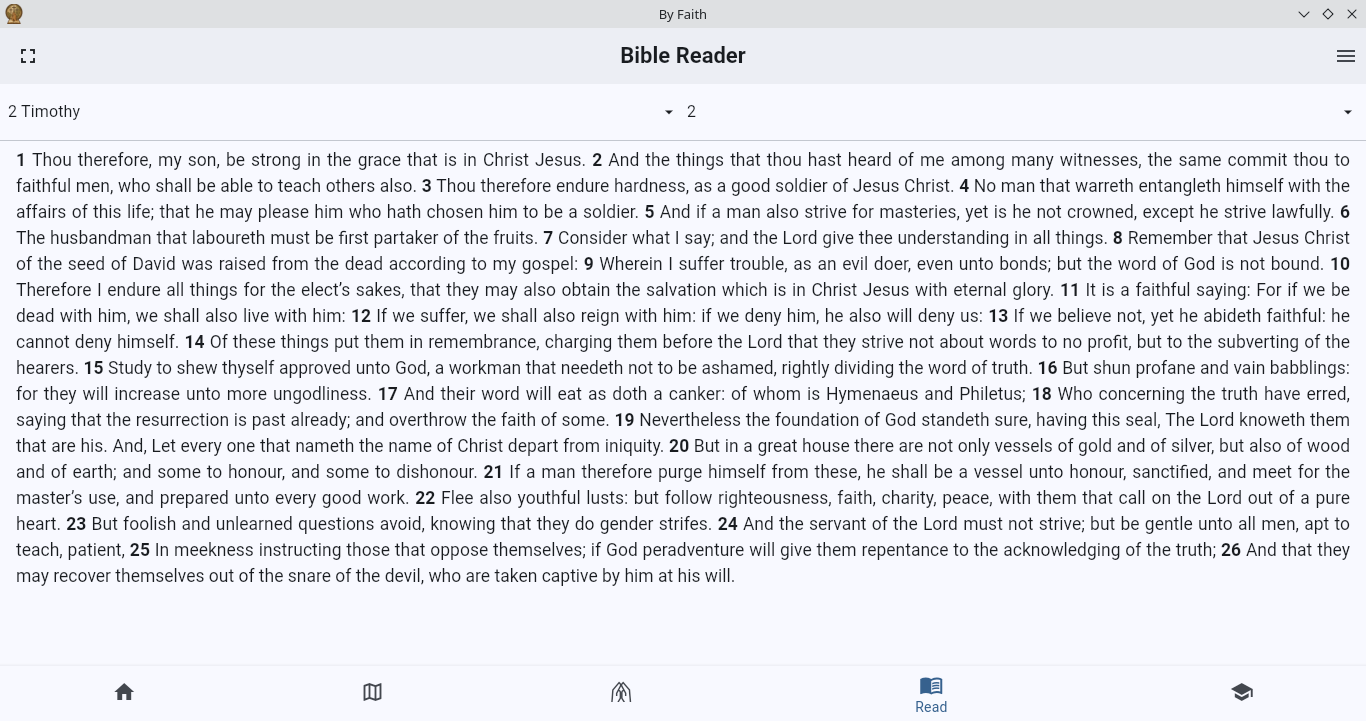 By Faith
Bible Reader
2 Timothy
2
1 Thou therefore, my son, be strong in the grace that is in Christ Jesus. 2 And the things that thou hast heard of me among many witnesses, the same commit thou to
faithful men, who shall be able to teach others also. 3 Thou therefore endure hardness, as a good soldier of Jesus Christ. 4 No man that warreth entangleth himself with the
affairs of this life; that he may please him who hath chosen him to be a soldier. 5 And if a man also strive for masteries, yet is he not crowned, except he strive lawfully. 6
The husbandman that laboureth must be first partaker of the fruits. 7 Consider what I say; and the Lord give thee understanding in all things. 8 Remember that Jesus Christ
of the seed of David was raised from the dead according to my gospel: 9 Wherein I suffer trouble, as an evil doer, even unto bonds; but the word of God is not bound. 10
Therefore I endure all things for the elect’s sakes, that they may also obtain the salvation which is in Christ Jesus with eternal glory. 11 It is a faithful saying: For if we be
dead with him, we shall also live with him: 12 If we suffer, we shall also reign with him: if we deny him, he also will deny us: 13 If we believe not, yet he abideth faithful: he
cannot deny himself. 14 Of these things put them in remembrance, charging them before the Lord that they strive not about words to no profit, but to the subverting of the
hearers. 15 Study to shew thyself approved unto God, a workman that needeth not to be ashamed, rightly dividing the word of truth. 16 But shun profane and vain babblings:
for they will increase unto more ungodliness. 17 And their word will eat as doth a canker: of whom is Hymenaeus and Philetus; 18 Who concerning the truth have erred,
saying that the resurrection is past already; and overthrow the faith of some. 19 Nevertheless the foundation of God standeth sure, having this seal, The Lord knoweth them
that are his. And, Let every one that nameth the name of Christ depart from iniquity. 20 But in a great house there are not only vessels of gold and of silver, but also of wood
and of earth; and some to honour, and some to dishonour. 21 If a man therefore purge himself from these, he shall be a vessel unto honour, sanctified, and meet for the
master’s use, and prepared unto every good work. 22 Flee also youthful lusts: but follow righteousness, faith, charity, peace, with them that call on the Lord out of a pure
heart. 23 But foolish and unlearned questions avoid, knowing that they do gender strifes. 24 And the servant of the Lord must not strive; but be gentle unto all men, apt to
teach, patient, 25 In meekness instructing those that oppose themselves; if God peradventure will give them repentance to the acknowledging of the truth; 26 And that they
may recover themselves out of the snare of the devil, who are taken captive by him at his will.
Read